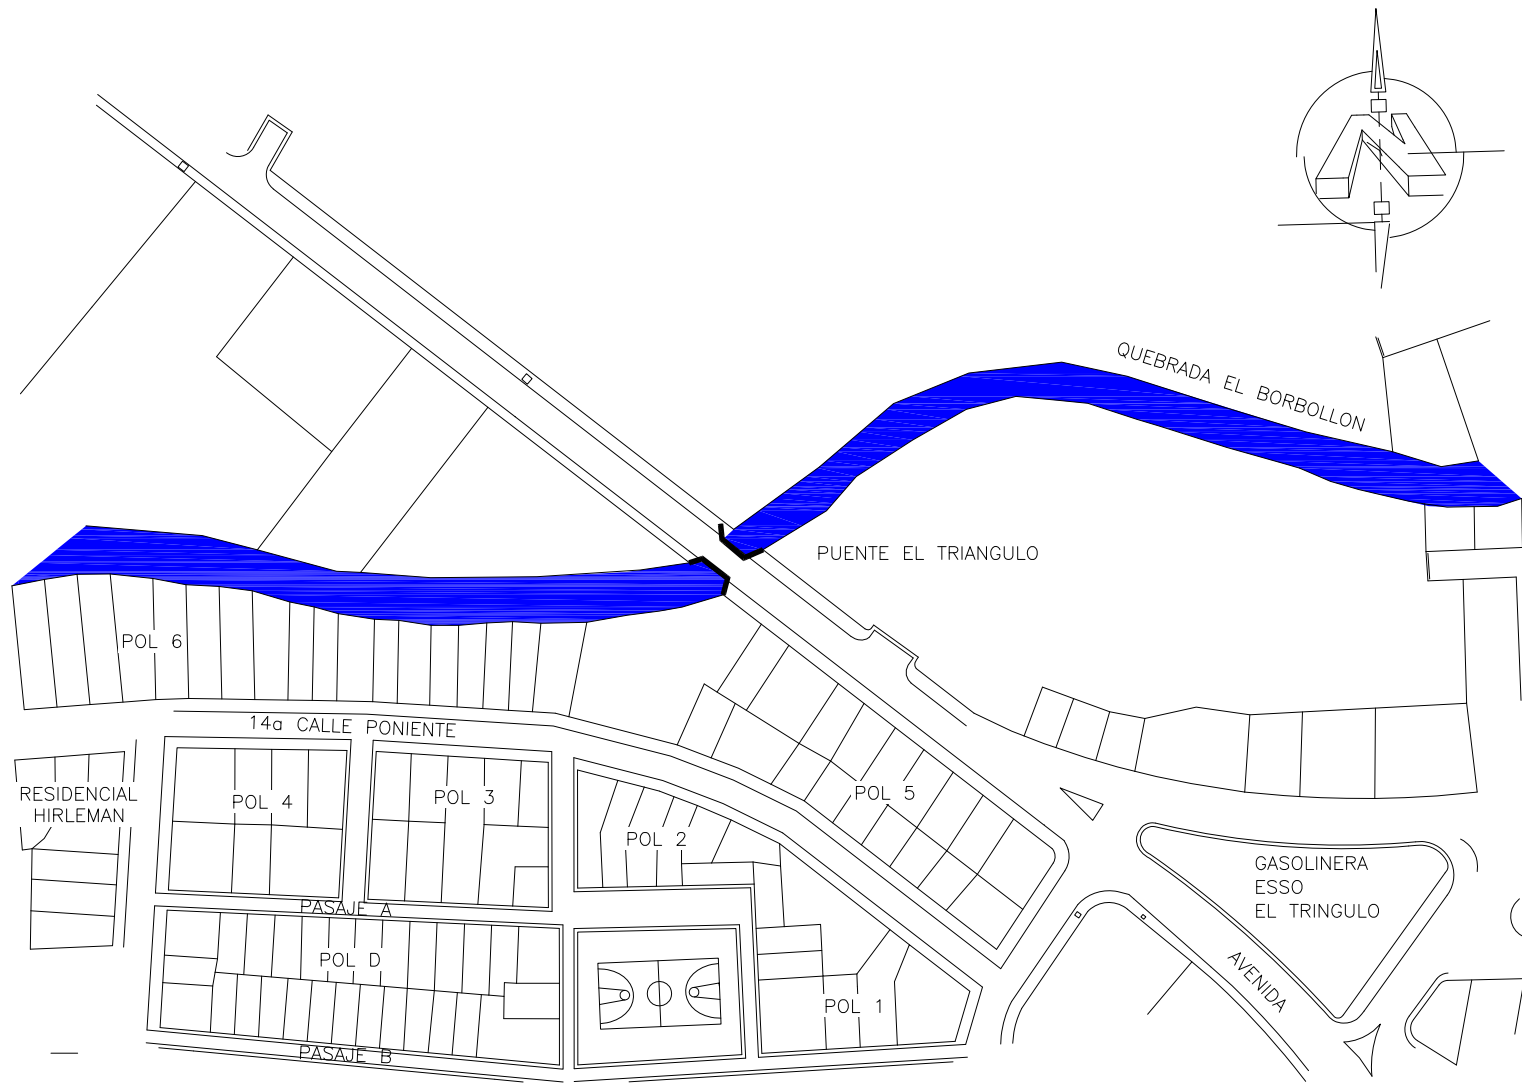 N
QUEBRADA EL BORBOLLON
PUENTE EL TRIANGULO
POL 6
14a CALLE PONIENTE
RESIDENCIAL
HIRLEMAN
POL 4
POL 3
POL 5
POL 2
GASOLINERA
ESSO
EL TRINGULO
PASAJE A
POL D
AVENIDA
POL 1
PASAJE B